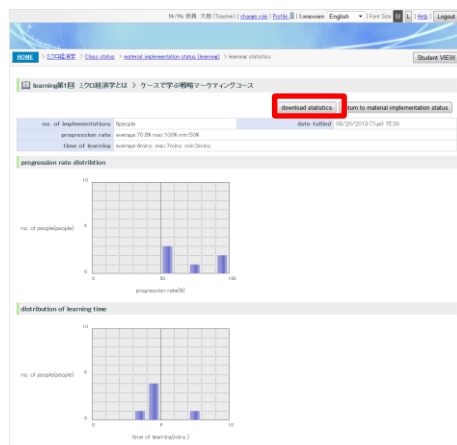 Mr/Ms 教員 太郎 (Teacher) | change role | Profile | Language English | Font Size M L | Help | Logout
HOME > ミクロ経済学 > Class status > material implementation status (learning) > learning statistics
Student VIEW
learning第1回 ミクロ経済学とは > ケースで学ぶ戦略マーケティングコース
download statistics
return to material implementation status
no. of implementations 6people
date tallied 08/20/2013 (Tue) 15:30
progression rate average:70.8% max:100% min:50%
time of learning average:4mins. max:7mins. min:3mins.
progression rate distribtion
10
no. of people(people) 5
0
0 50 100
progression rate(%)
distribution of learning time
10
no. of people(people) 5
0
0 5 10
time of learning(mins.)